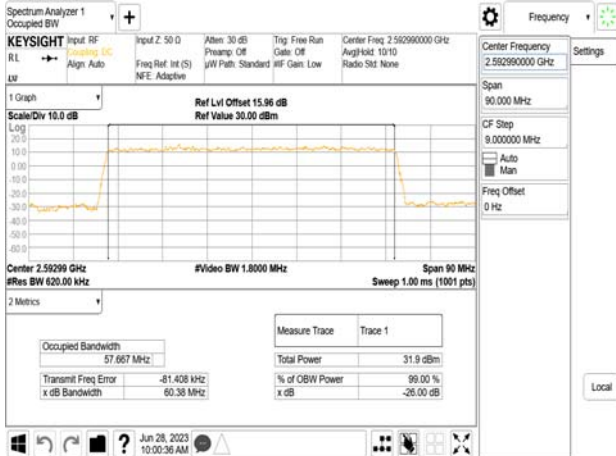 Spectrum Analyzer 1
Occupied BW
Frequency
KEYSIGHT
Input: RF
Coupling: DC
Align: Auto
RL
Input Z: 50 Ω
Freq Ref: Int (S)
NFE: Adaptive
Atten: 30 dB
Preamp: Off
µW Path: Standard
Trig: Free Run
Gate: Off
#IF Gain: Low
Center Freq: 2.592990000 GHz
Avg|Hold: 10/10
Radio Std: None
Center Frequency
2.592990000 GHz
Settings
Span
90.000 MHz
CF Step
9.000000 MHz
Auto
Man
Freq Offset
0 Hz
Local
1 Graph
Scale/Div 10.0 dB
Ref Lvl Offset 15.96 dB
Ref Value 30.00 dBm
Log
20.0
10.0
0.00
-10.0
-20.0
-30.0
-40.0
-50.0
-60.0
Center 2.59299 GHz
#Video BW 1.8000 MHz
Span 90 MHz
#Res BW 620.00 kHz
Sweep 1.00 ms (1001 pts)
2 Metrics
Occupied Bandwidth
57.667 MHz
Transmit Freq Error -81.408 kHz
x dB Bandwidth 60.38 MHz
Measure Trace Trace 1
Total Power 31.9 dBm
% of OBW Power 99.00 %
x dB -26.00 dB
?
Jun 28, 2023
10:00:36 AM